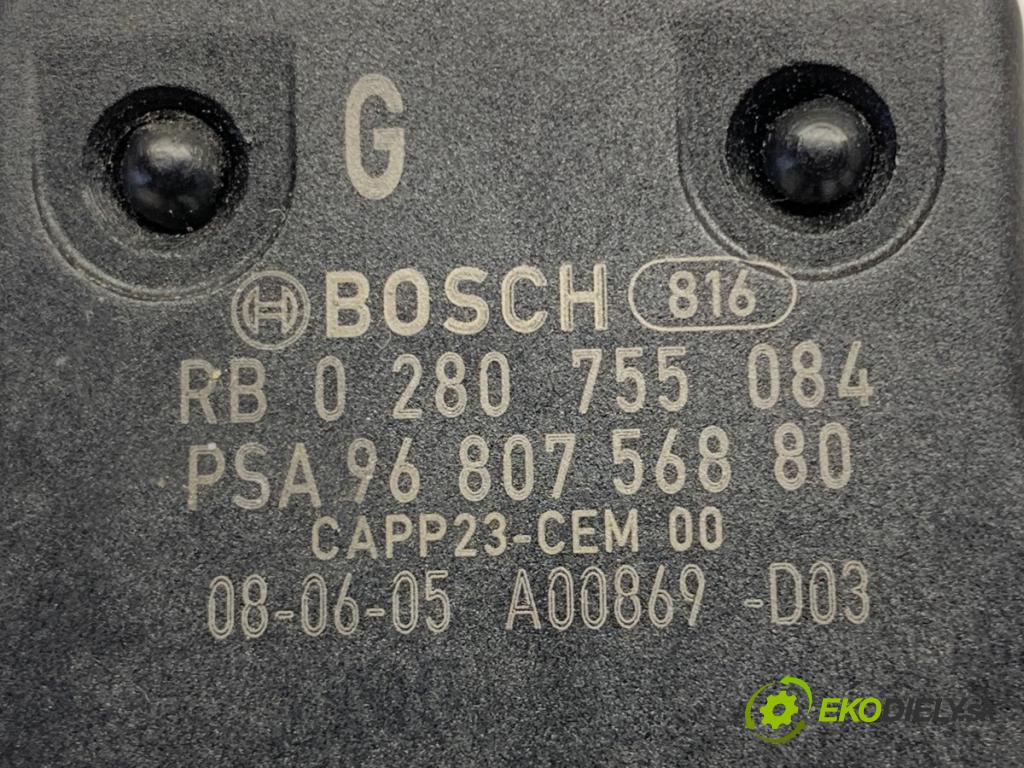 G
BOSCH 816
RB 0 280 755 084
PSA 96 807 568 80
CAPP23-CEM 00
08-06-05 A00869 -D03
EKODIELY.SK